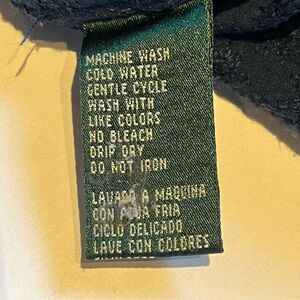 MACHINE WASH
COLD WATER
GENTLE CYCLE
WASH WITH
LIKE COLORS
NO BLEACH
DRIP DRY
DO NOT IRON
LAVADO A MAQUINA
CON AGUA FRIA
CICLO DELICADO
LAVE CON COLORES